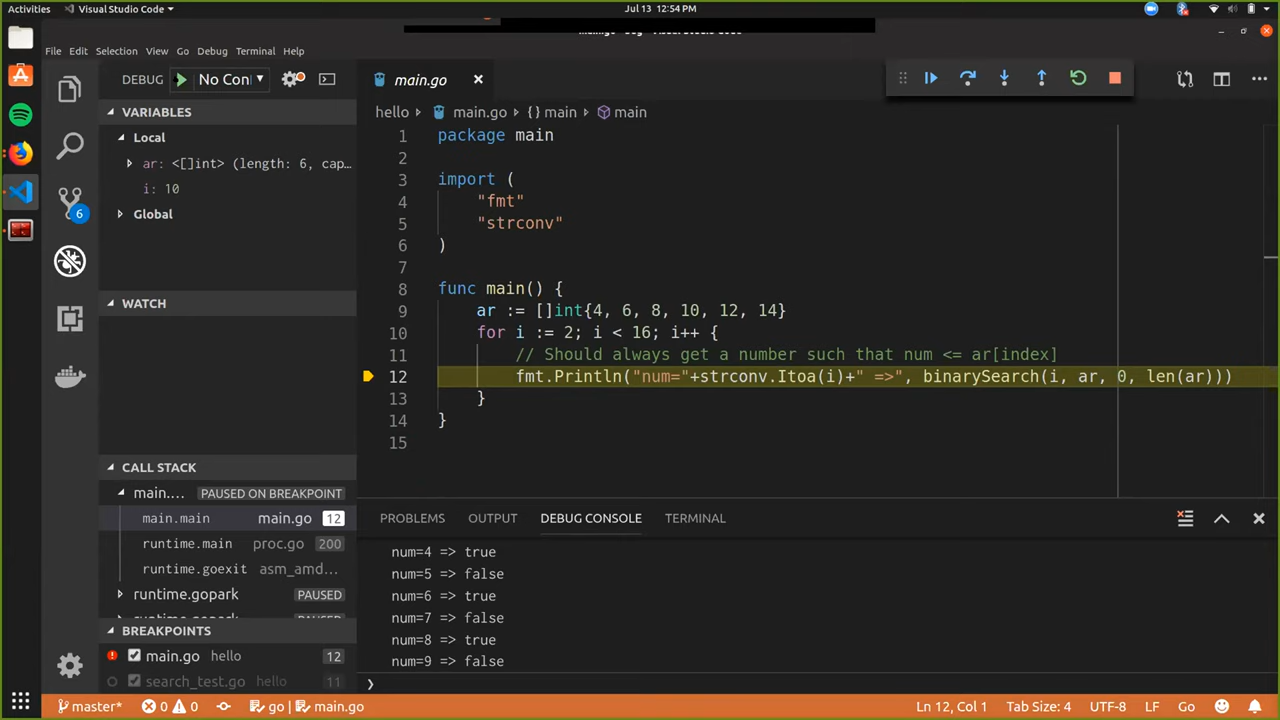 Activities
Visual Studio Code
Jul 13 12:54 PM
File Edit Selection View Go Debug Terminal Help
DEBUG
No Con
main.go
hello
main.go
{ } main
main
VARIABLES
Local
ar: <[]int> (length: 6, cap…
i: 10
Global
WATCH
CALL STACK
main.… PAUSED ON BREAKPOINT
main.main main.go 12
runtime.main proc.go 200
runtime.goexit asm_amd…
runtime.gopark PAUSED
BREAKPOINTS
main.go hello 12
search_test.go hello 11
6
1 package main
2
3 import (
4 "fmt"
5 "strconv"
6 )
7
8 func main() {
9 ar := []int{4, 6, 8, 10, 12, 14}
10 for i := 2; i < 16; i++ {
11 // Should always get a number such that num <= ar[index]
12 fmt.Println("num="+strconv.Itoa(i)+" =>", binarySearch(i, ar, 0, len(ar)))
13 }
14 }
15
PROBLEMS OUTPUT DEBUG CONSOLE TERMINAL
num=4 => true
num=5 => false
num=6 => true
num=7 => false
num=8 => true
num=9 => false
master* 0 0 go | main.go
Ln 12, Col 1 Tab Size: 4 UTF-8 LF Go